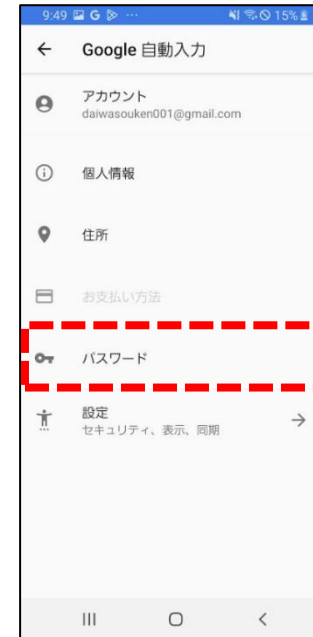 9:49 G ··· 15%
Google 自動入力
アカウント
daiwasouken001@gmail.com
個人情報
住所
お支払い方法
パスワード
設定
セキュリティ、表示、同期